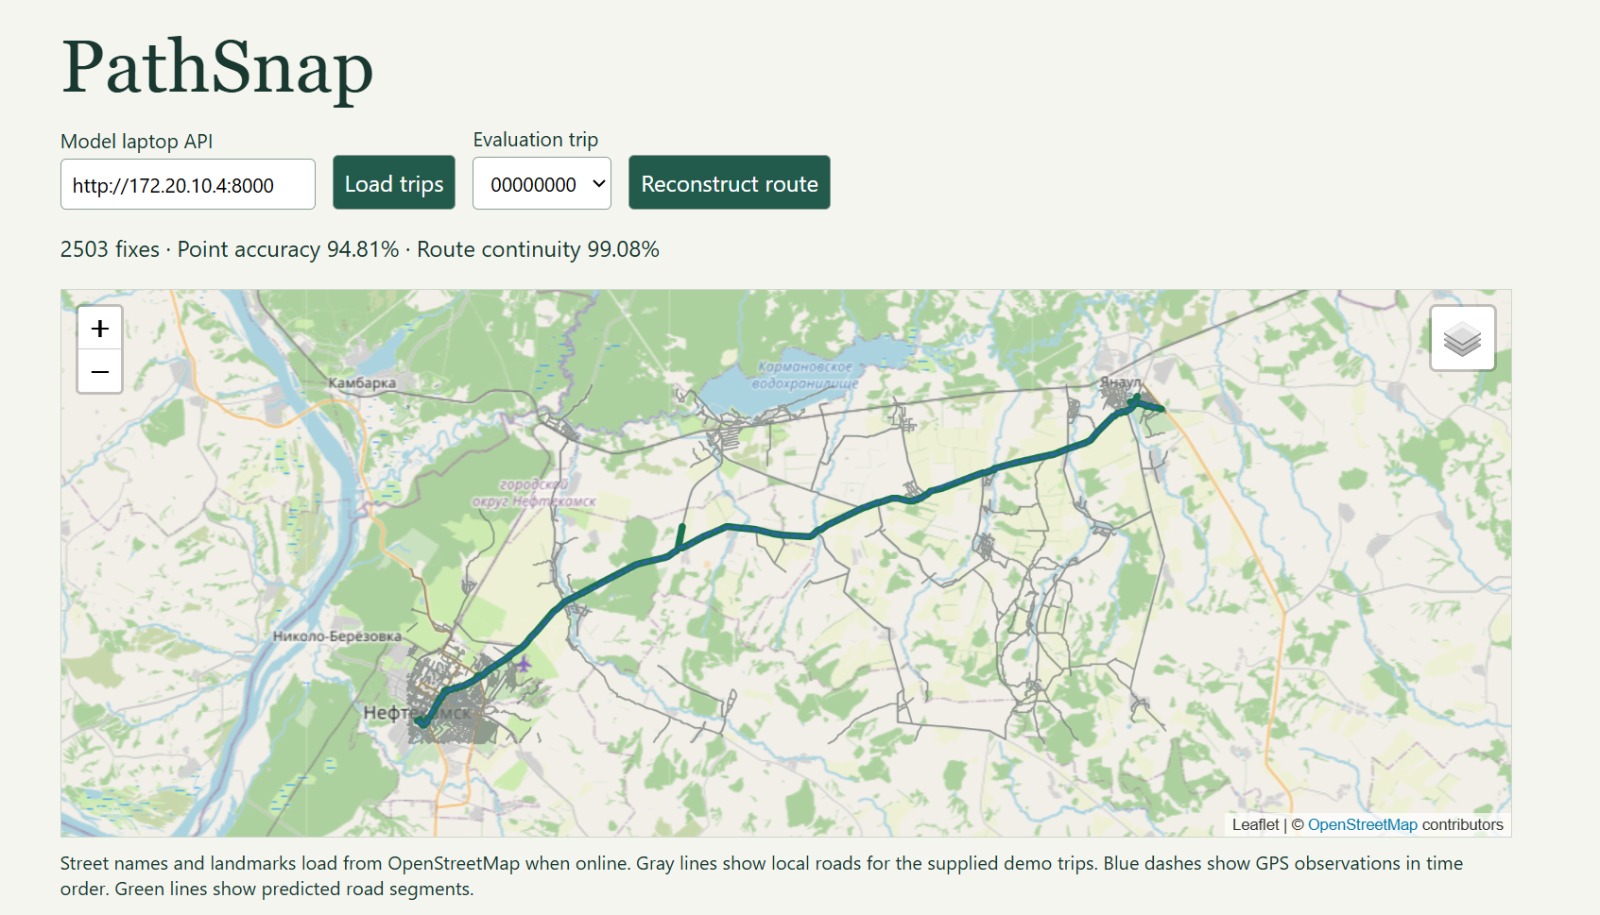 PathSnap
Model laptop API
Evaluation trip
http://172.20.10.4:8000
Load trips
00000000
Reconstruct route
2503 fixes · Point accuracy 94.81% · Route continuity 99.08%
+
−
Камбарка
Кармановское
водохранилище
Янаул
городской
округ Нефтекамск
Николо-Берёзовка
Leaflet | © OpenStreetMap contributors
Street names and landmarks load from OpenStreetMap when online. Gray lines show local roads for the supplied demo trips. Blue dashes show GPS observations in time
order. Green lines show predicted road segments.